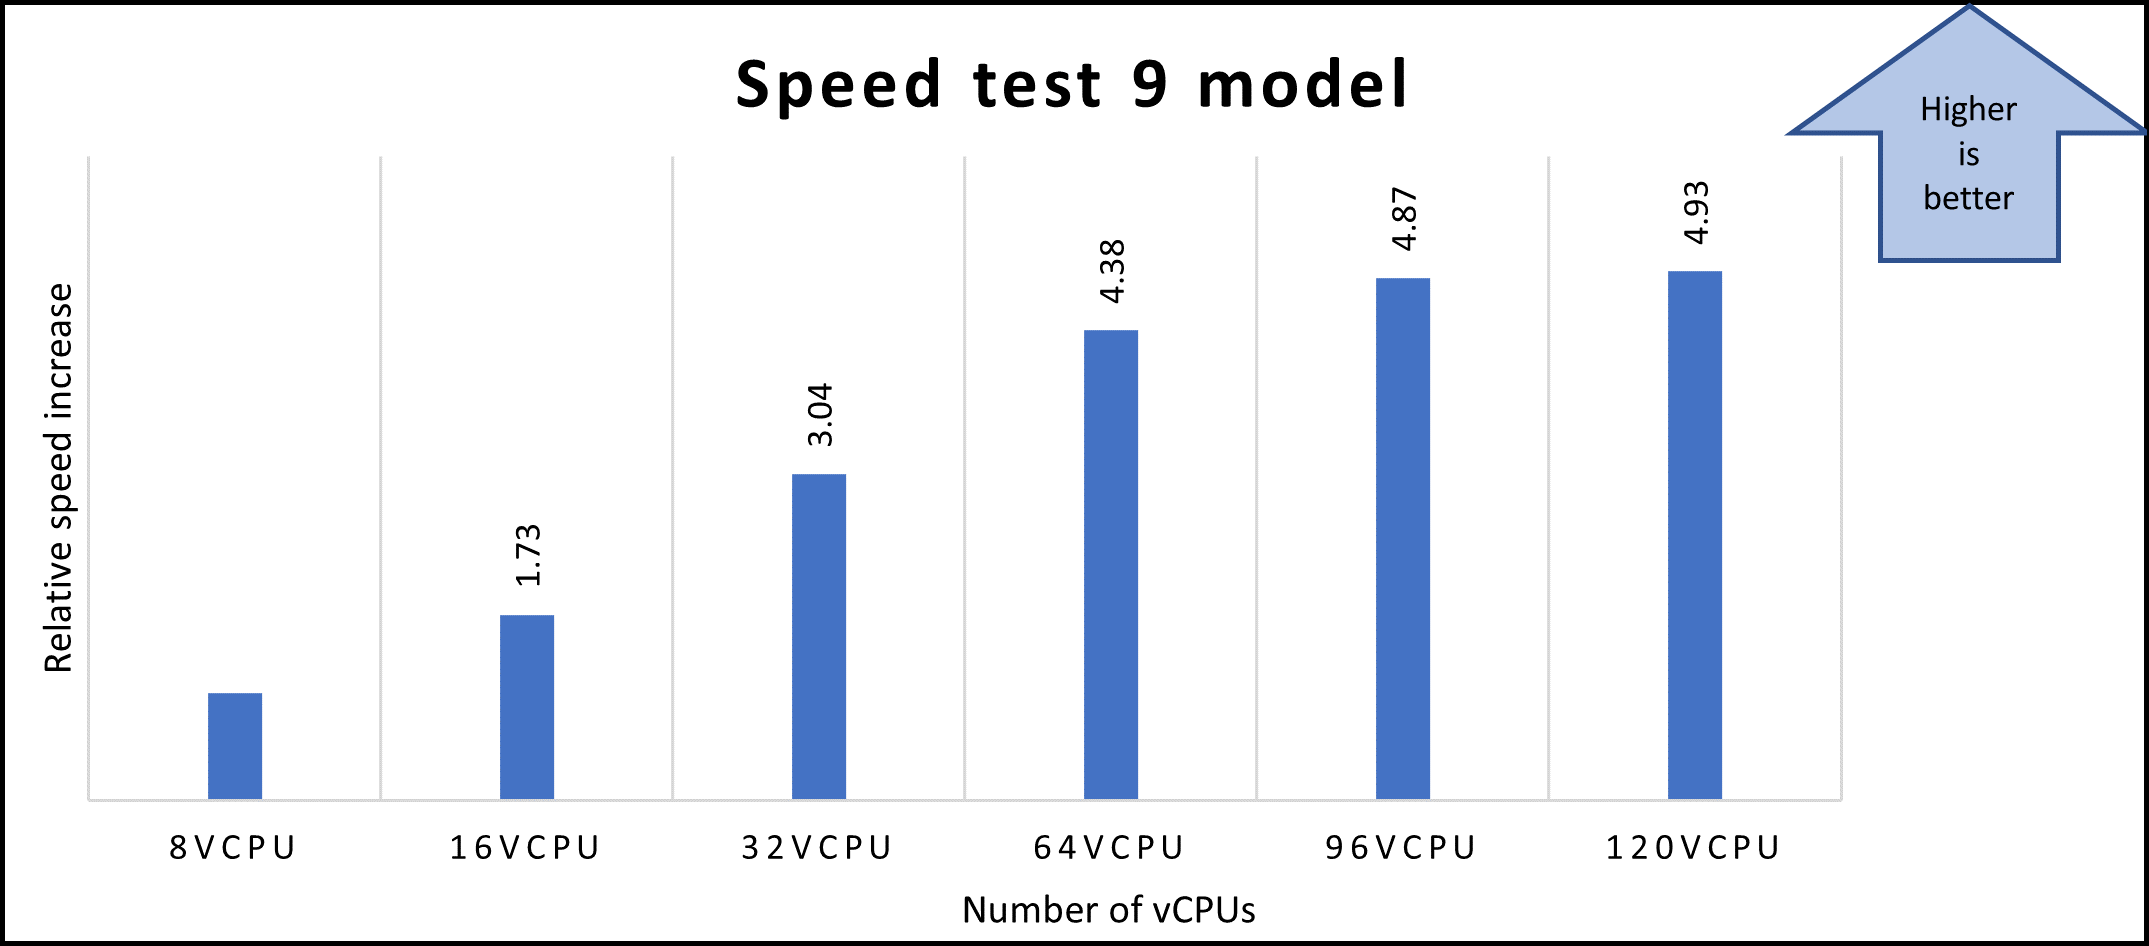 Speed test 9 model
Higher
is
better
Relative speed increase
1.73
3.04
4.38
4.87
4.93
8VCPU
16VCPU
32VCPU
64VCPU
96VCPU
120VCPU
Number of vCPUs